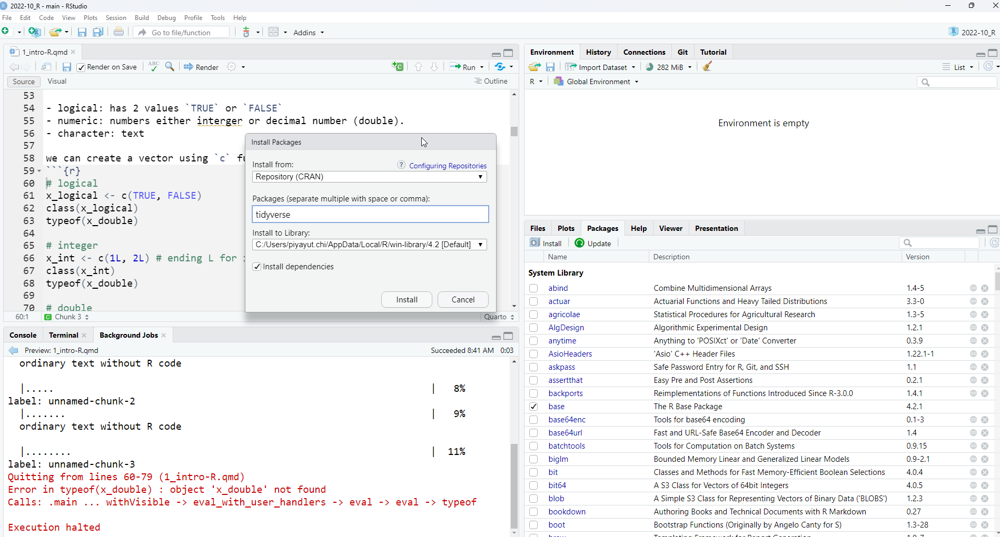 2022-10_R - main - RStudio
File Edit Code View Plots Session Build Debug Profile Tools Help
Go to file/function Addins 2022-10_R
1_intro-R.qmd
Render on Save ABC Render Run
Source Visual Outline
53
54 - logical: has 2 values `TRUE` or `FALSE`
55 - numeric: numbers either interger or decimal number (double).
56 - character: text
57
58 we can create a vector using `c` fu
59 ```{r}
60 # logical
61 x_logical <- c(TRUE, FALSE)
62 class(x_logical)
63 typeof(x_double)
64
65 # integer
66 x_int <- c(1L, 2L) # ending L for
67 class(x_int)
68 typeof(x_double)
69
70 # double
60:1 Chunk 3 Quarto
Install Packages
Install from: ? Configuring Repositories
Repository (CRAN)
Packages (separate multiple with space or comma):
tidyverse
Install to Library:
C:/Users/piyayut.chi/AppData/Local/R/win-library/4.2 [Default]
Install dependencies
Install Cancel
Console Terminal Background Jobs
Preview: 1_intro-R.qmd Succeeded 8:41 AM 0:03
ordinary text without R code
|..... | 8%
label: unnamed-chunk-2
|....... | 9%
ordinary text without R code
|........ | 11%
label: unnamed-chunk-3
Quitting from lines 60-79 (1_intro-R.qmd)
Error in typeof(x_double) : object 'x_double' not found
Calls: .main ... withVisible -> eval_with_user_handlers -> eval -> eval -> typeof
Execution halted
Environment History Connections Git Tutorial
Import Dataset 282 MiB List
R Global Environment
Environment is empty
Files Plots Packages Help Viewer Presentation
Install Update
Name Description Version
System Library
abind Combine Multidimensional Arrays 1.4-5
actuar Actuarial Functions and Heavy Tailed Distributions 3.3-0
agricolae Statistical Procedures for Agricultural Research 1.3-5
AlgDesign Algorithmic Experimental Design 1.2.1
anytime Anything to 'POSIXct' or 'Date' Converter 0.3.9
AsioHeaders 'Asio' C++ Header Files 1.22.1-1
askpass Safe Password Entry for R, Git, and SSH 1.1
assertthat Easy Pre and Post Assertions 0.2.1
backports Reimplementations of Functions Introduced Since R-3.0.0 1.4.1
base The R Base Package 4.2.1
base64enc Tools for base64 encoding 0.1-3
base64url Fast and URL-Safe Base64 Encoder and Decoder 1.4
batchtools Tools for Computation on Batch Systems 0.9.15
biglm Bounded Memory Linear and Generalized Linear Models 0.9-2.1
bit Classes and Methods for Fast Memory-Efficient Boolean Selections 4.0.4
bit64 A S3 Class for Vectors of 64bit Integers 4.0.5
blob A Simple S3 Class for Representing Vectors of Binary Data ('BLOBS') 1.2.3
bookdown Authoring Books and Technical Documents with R Markdown 0.27
boot Bootstrap Functions (Originally by Angelo Canty for S) 1.3-28